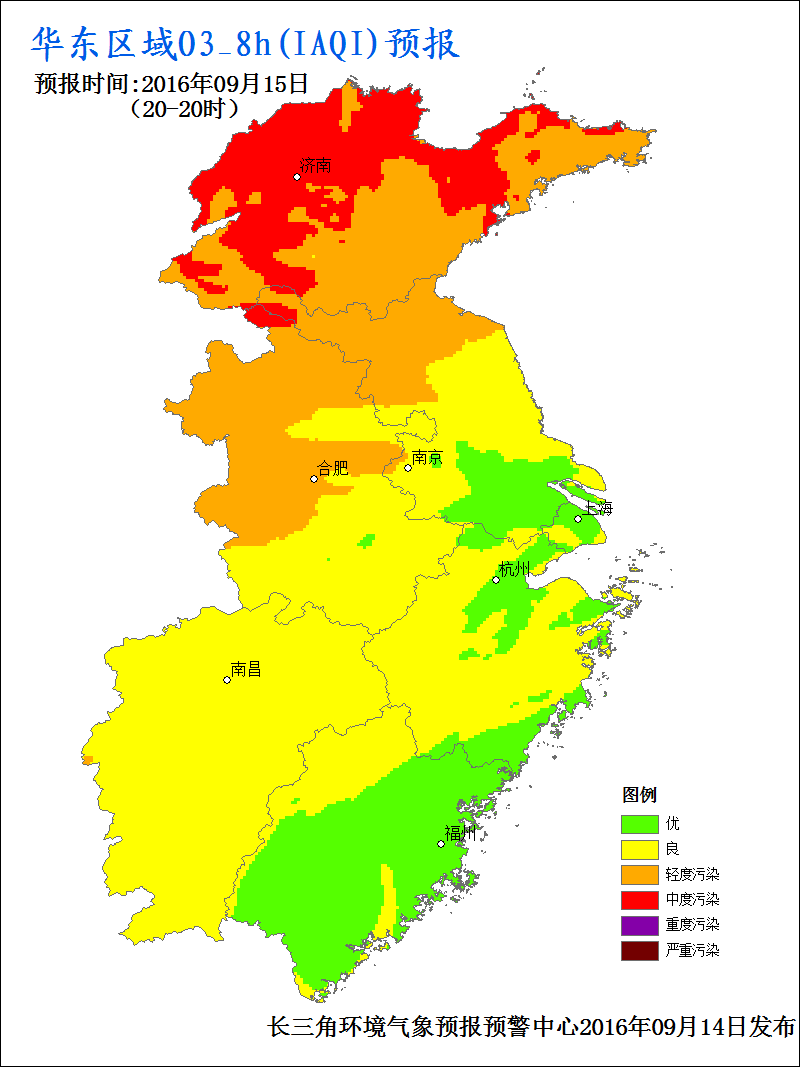 华东区域O3_8h(IAQI)预报
预报时间:2016年09月15日
（20-20时）
济南
南京
合肥
上海
杭州
南昌
福州
图例
优
良
轻度污染
中度污染
重度污染
严重污染
长三角环境气象预报预警中心2016年09月14日发布